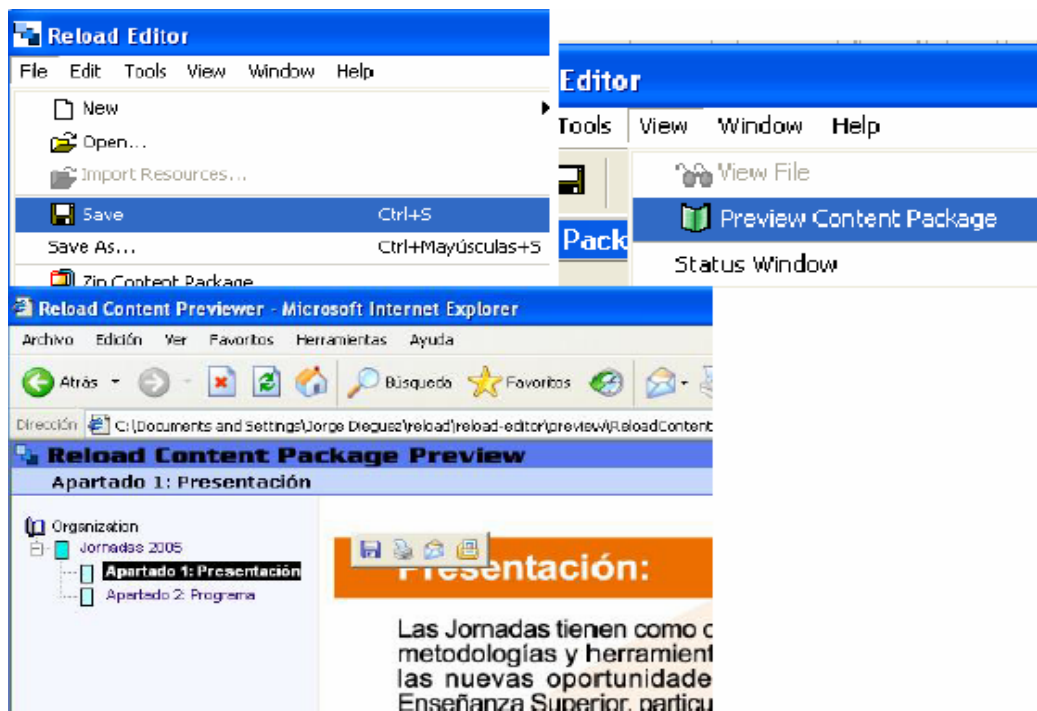 Reload Editor
File Edit Tools View Window Help
New
Open...
Import Resources...
Save Ctrl+S
Save As... Ctrl+Mayúsculas+S
Zip Content Package
Editor
Tools View Window Help
View File
Preview Content Package
Pack
Status Window
Reload Content Previewer - Microsoft Internet Explorer
Archivo Edición Ver Favoritos Herramientas Ayuda
Atrás Búsqueda Favoritos
Dirección C:\Documents and Settings\Jorge Dieguez\reload\reload-editor\preview\ReloadContent
Reload Content Package Preview
Apartado 1: Presentación
Organization
Jornadas 2005
Apartado 1: Presentación
Apartado 2: Programa
Presentación:
Las Jornadas tienen como o
metodologías y herramient
las nuevas oportunidade
Enseñanza Superior, particu